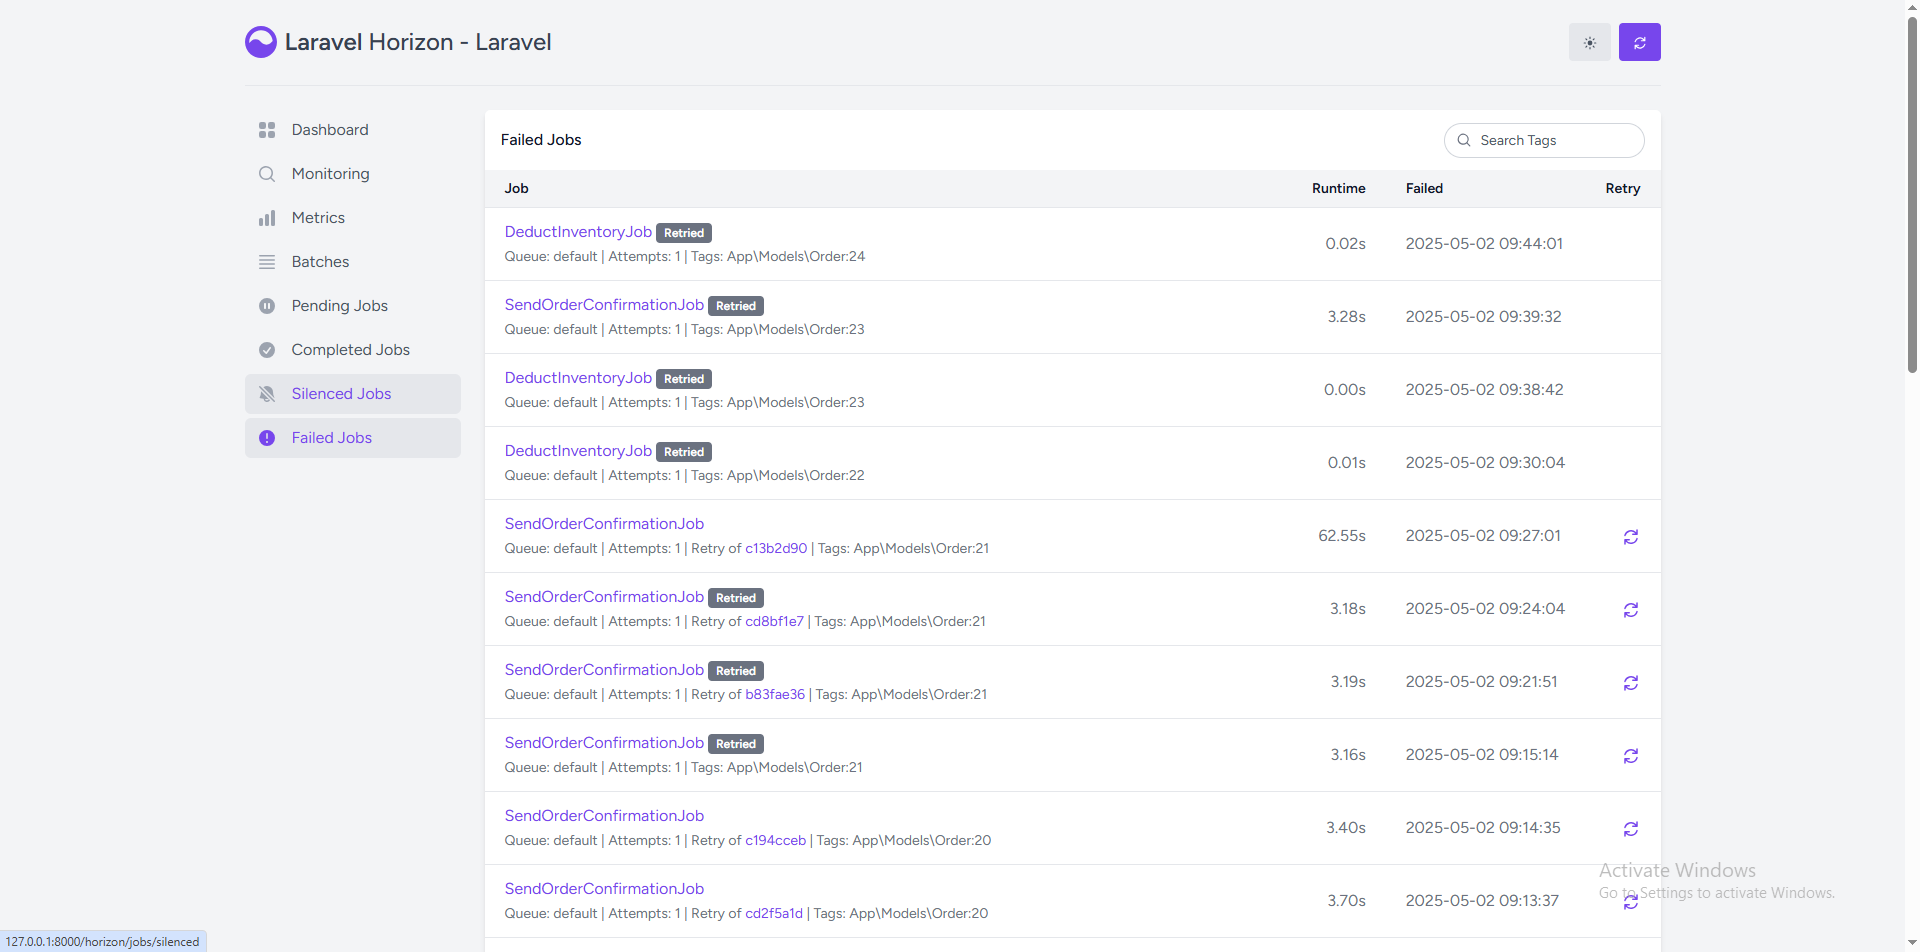 Laravel Horizon - Laravel
Dashboard
Monitoring
Metrics
Batches
Pending Jobs
Completed Jobs
Silenced Jobs
Failed Jobs
Failed Jobs
Search Tags
Job Runtime Failed Retry
DeductInventoryJob Retried
Queue: default | Attempts: 1 | Tags: App\Models\Order:24
0.02s 2025-05-02 09:44:01
SendOrderConfirmationJob Retried
Queue: default | Attempts: 1 | Tags: App\Models\Order:23
3.28s 2025-05-02 09:39:32
DeductInventoryJob Retried
Queue: default | Attempts: 1 | Tags: App\Models\Order:23
0.00s 2025-05-02 09:38:42
DeductInventoryJob Retried
Queue: default | Attempts: 1 | Tags: App\Models\Order:22
0.01s 2025-05-02 09:30:04
SendOrderConfirmationJob
Queue: default | Attempts: 1 | Retry of c13b2d90 | Tags: App\Models\Order:21
62.55s 2025-05-02 09:27:01
SendOrderConfirmationJob Retried
Queue: default | Attempts: 1 | Retry of cd8bf1e7 | Tags: App\Models\Order:21
3.18s 2025-05-02 09:24:04
SendOrderConfirmationJob Retried
Queue: default | Attempts: 1 | Retry of b83fae36 | Tags: App\Models\Order:21
3.19s 2025-05-02 09:21:51
SendOrderConfirmationJob Retried
Queue: default | Attempts: 1 | Tags: App\Models\Order:21
3.16s 2025-05-02 09:15:14
SendOrderConfirmationJob
Queue: default | Attempts: 1 | Retry of c194cceb | Tags: App\Models\Order:20
3.40s 2025-05-02 09:14:35
SendOrderConfirmationJob
Queue: default | Attempts: 1 | Retry of cd2f5a1d | Tags: App\Models\Order:20
3.70s 2025-05-02 09:13:37
Activate Windows
Go to Settings to activate Windows.
127.0.0.1:8000/horizon/jobs/silenced